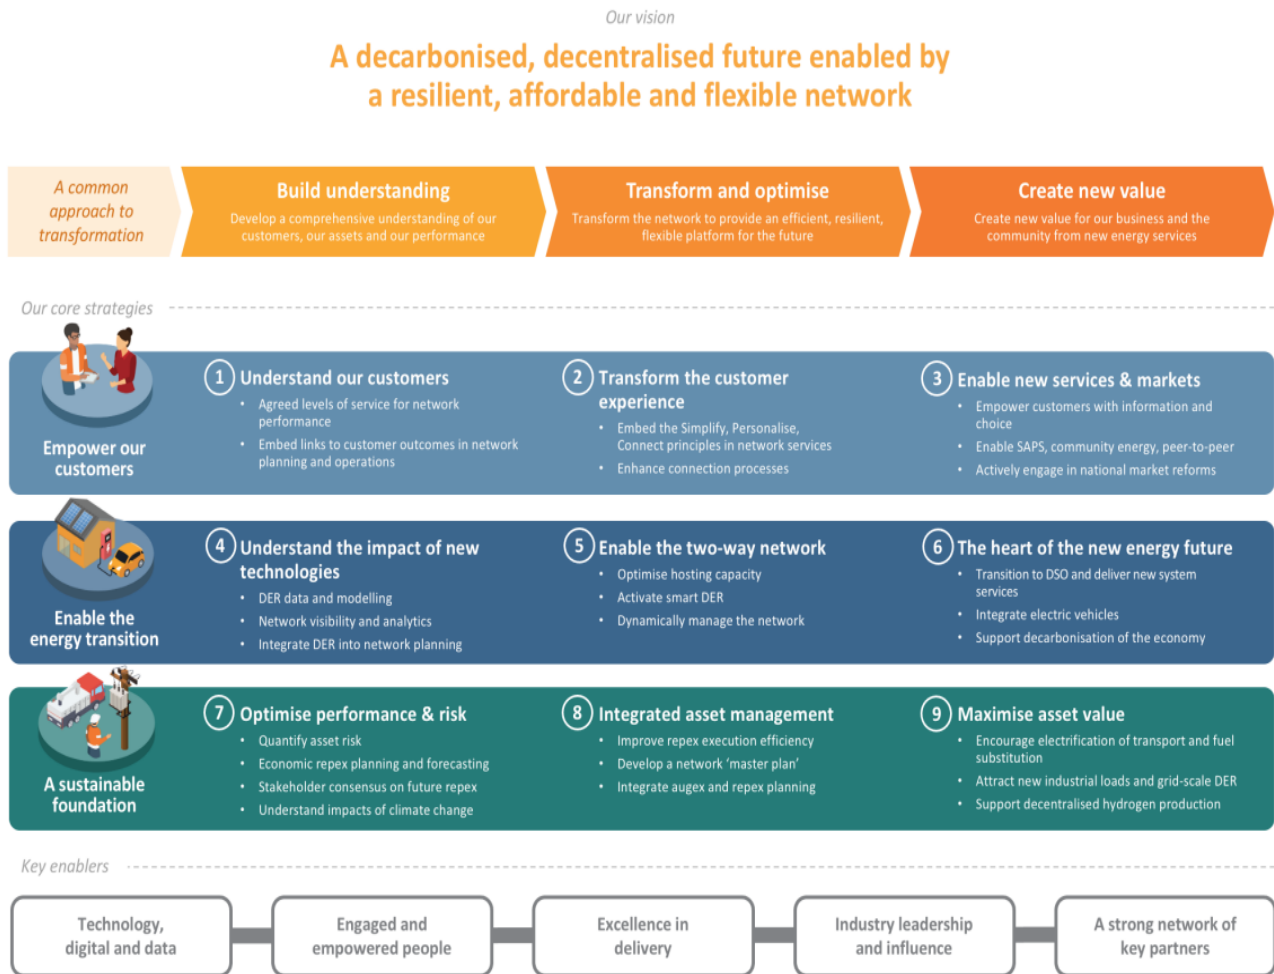 Our vision
A decarbonised, decentralised future enabled by
a resilient, affordable and flexible network
A common
approach to
transformation
Build understanding
Develop a comprehensive understanding of our
customers, our assets and our performance
Transform and optimise
Transform the network to provide an efficient, resilient,
flexible platform for the future
Create new value
Create new value for our business and the
community from new energy services
Our core strategies
Empower our
customers
1 Understand our customers
• Agreed levels of service for network
performance
• Embed links to customer outcomes in network
planning and operations
2 Transform the customer
experience
• Embed the Simplify, Personalise,
Connect principles in network services
• Enhance connection processes
3 Enable new services & markets
• Empower customers with information and
choice
• Enable SAPS, community energy, peer-to-peer
• Actively engage in national market reforms
Enable the
energy transition
4 Understand the impact of new
technologies
• DER data and modelling
• Network visibility and analytics
• Integrate DER into network planning
5 Enable the two-way network
• Optimise hosting capacity
• Activate smart DER
• Dynamically manage the network
6 The heart of the new energy future
• Transition to DSO and deliver new system
services
• Integrate electric vehicles
• Support decarbonisation of the economy
A sustainable
foundation
7 Optimise performance & risk
• Quantify asset risk
• Economic repex planning and forecasting
• Stakeholder consensus on future repex
• Understand impacts of climate change
8 Integrated asset management
• Improve repex execution efficiency
• Develop a network ‘master plan’
• Integrate augex and repex planning
9 Maximise asset value
• Encourage electrification of transport and fuel
substitution
• Attract new industrial loads and grid-scale DER
• Support decentralised hydrogen production
Key enablers
Technology,
digital and data
Engaged and
empowered people
Excellence in
delivery
Industry leadership
and influence
A strong network of
key partners